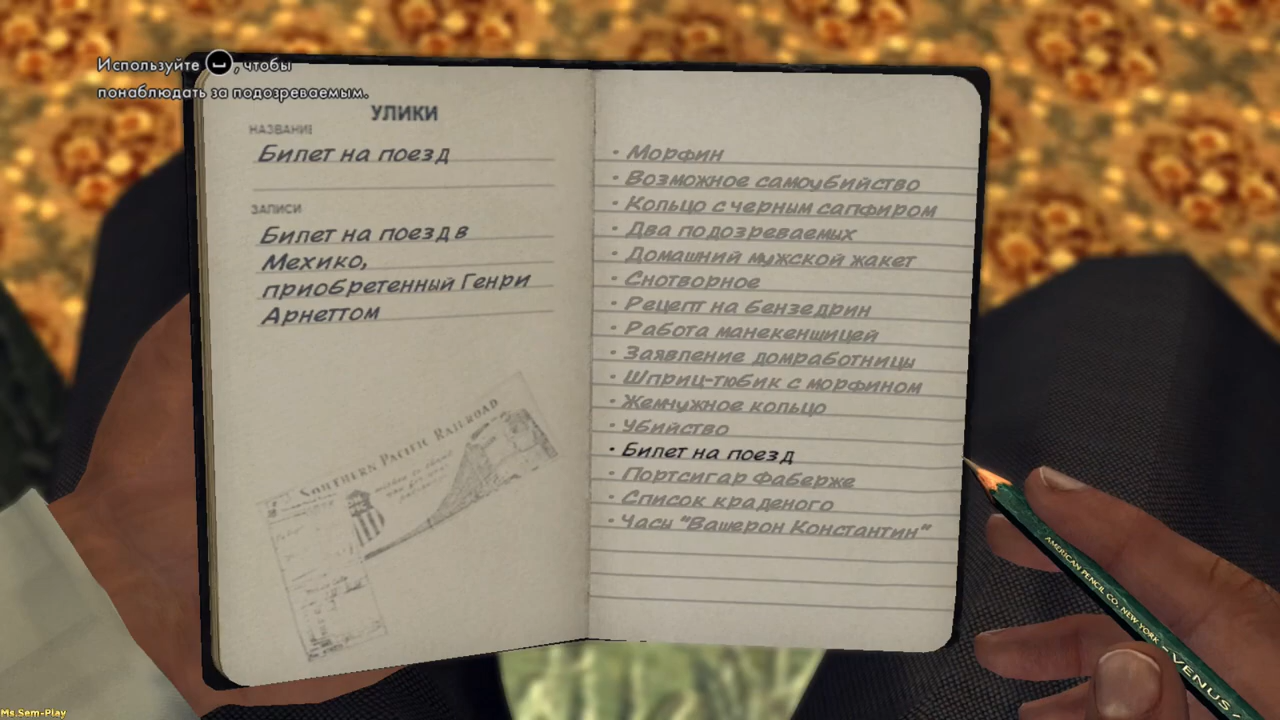 Используйте , чтобы
понаблюдать за подозреваемым.
УЛИКИ
НАЗВАНИЕ
Билет на поезд
ЗАПИСИ
Билет на поезд в
Мехико,
приобретенный Генри
Арнеттом
SOUTHERN PACIFIC RAILROAD
• Морфин
• Возможное самоубийство
• Кольцо с черным сапфиром
• Два подозреваемых
• Домашний мужской жакет
• Снотворное
• Рецепт на бензедрин
• Работа манекенщицей
• Заявление домработницы
• Шприц-тюбик с морфином
• Жемчужное кольцо
• Убийство
• Билет на поезд
• Портсигар Фаберже
• Список краденого
• Часы "Вашерон Константин"
AMERICAN PENCIL CO. NEW YORK
-VENUS
Ms.Sem-Play